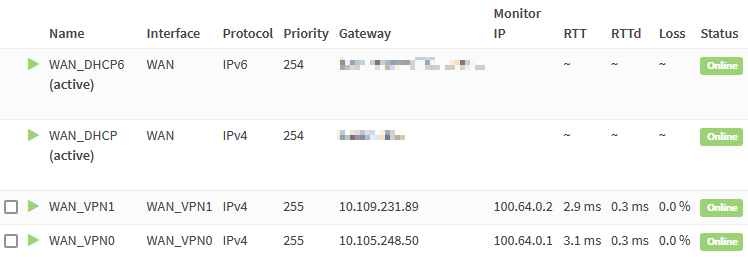 Name Interface Protocol Priority Gateway Monitor IP RTT RTTd Loss Status
WAN_DHCP6 (active) WAN IPv6 254 ~ ~ ~ Online
WAN_DHCP (active) WAN IPv4 254 ~ ~ ~ Online
WAN_VPN1 WAN_VPN1 IPv4 255 10.109.231.89 100.64.0.2 2.9 ms 0.3 ms 0.0 % Online
WAN_VPN0 WAN_VPN0 IPv4 255 10.105.248.50 100.64.0.1 3.1 ms 0.3 ms 0.0 % Online